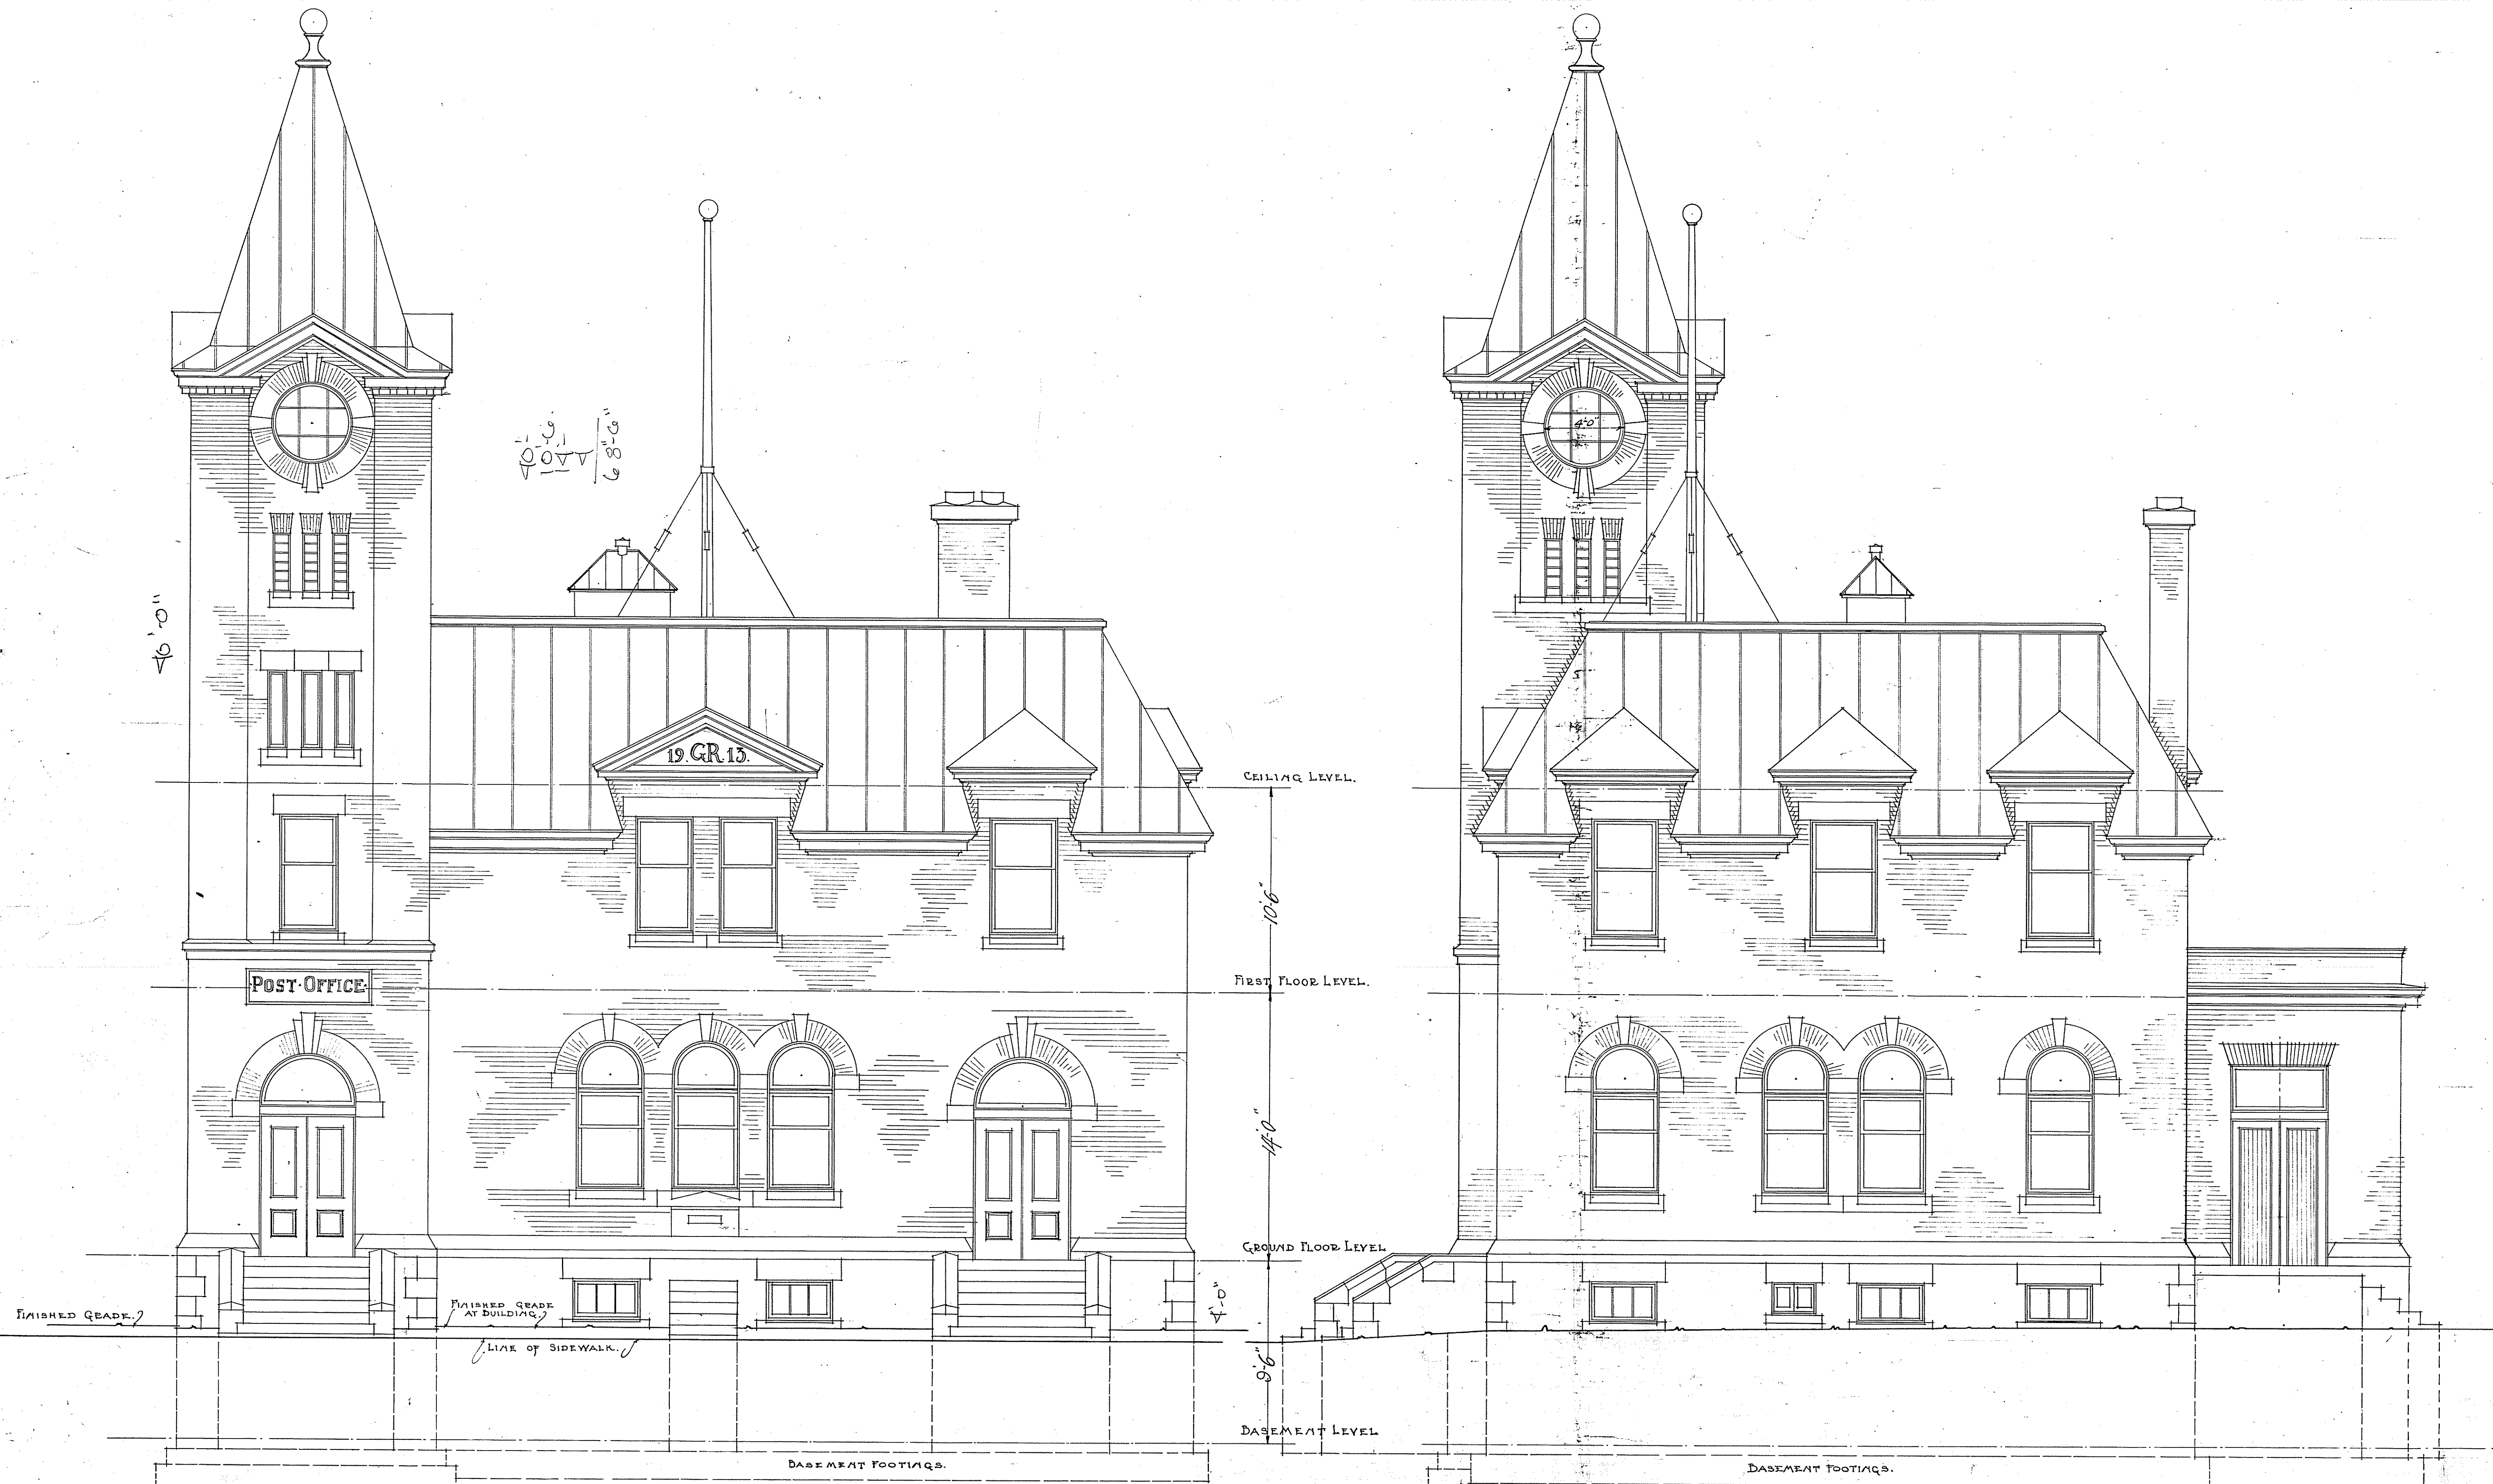 4'-0"
19.GR.13.
CEILING LEVEL.
10'-6"
FIRST FLOOR LEVEL.
POST·OFFICE·
14'-0"
GROUND FLOOR LEVEL
FINISHED GRADE.
FINISHED GRADE
AT BUILDING.
4'-0"
LINE OF SIDEWALK.
9'-6"
BASEMENT LEVEL
BASEMENT FOOTINGS.
BASEMENT FOOTINGS.